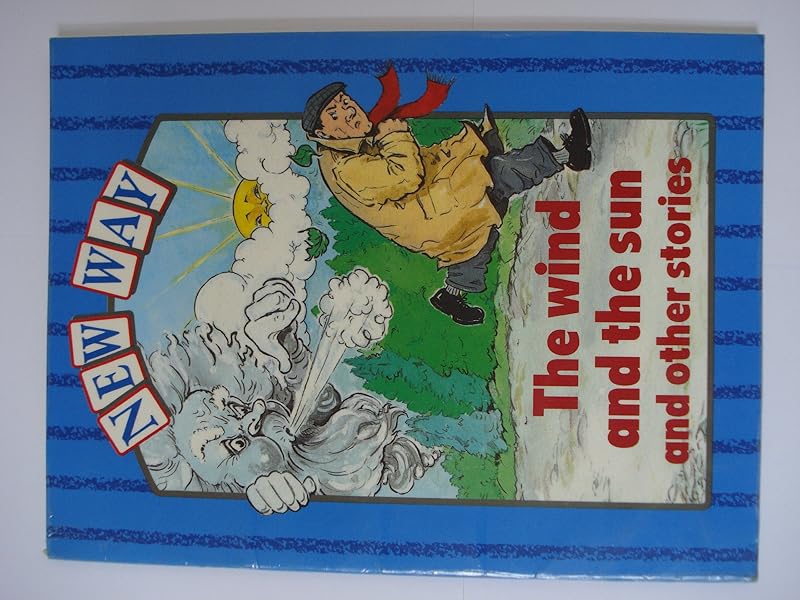 NEW WAY
The wind
and the sun
and other stories